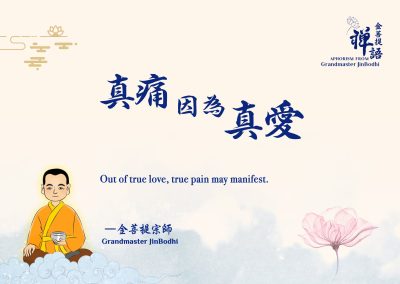 金菩提
禪語
APHORISM FROM
Grandmaster JinBodhi
真痛因為真愛
Out of true love, true pain may manifest.
—金菩提宗師
Grandmaster JinBodhi